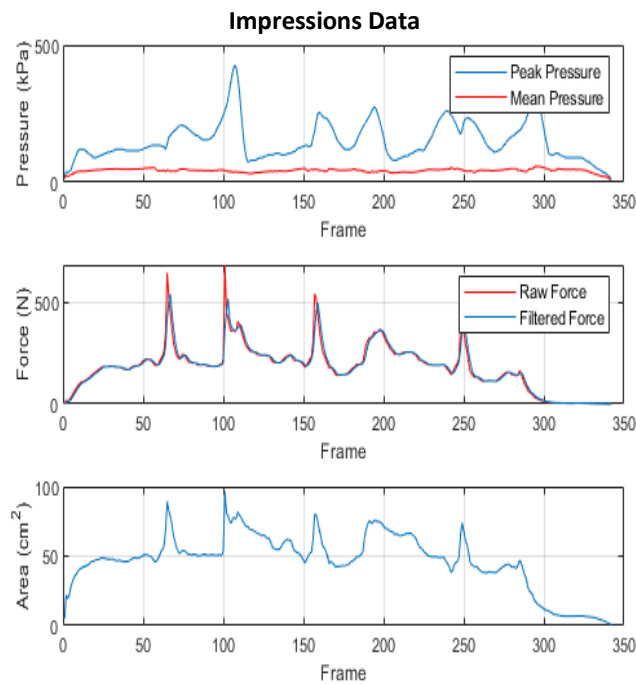 Impressions Data
500
0
Pressure (kPa)
Peak Pressure
Mean Pressure
0 50 100 150 200 250 300 350
Frame
500
0
Force (N)
Raw Force
Filtered Force
0 50 100 150 200 250 300 350
Frame
100
50
0
Area (cm²)
0 50 100 150 200 250 300 350
Frame